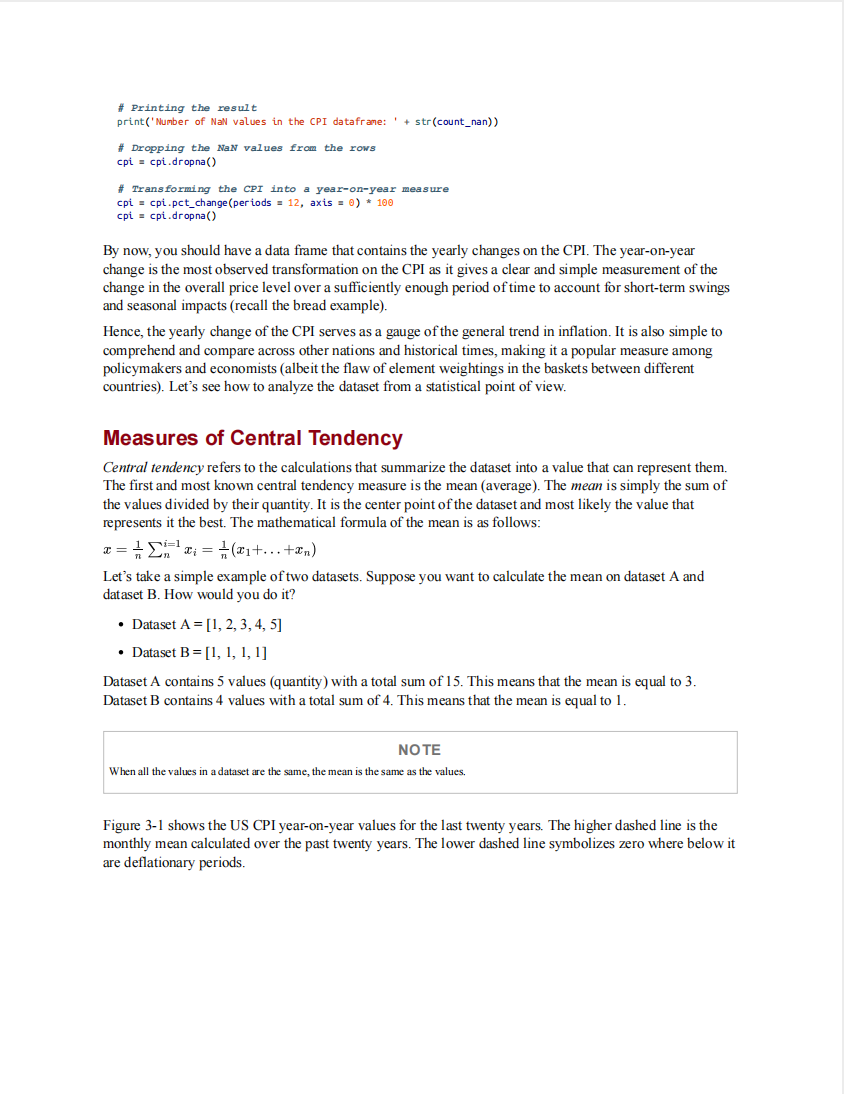 # Printing the result
print('Number of NaN values in the CPI dataframe: ' + str(count_nan))
# Dropping the NaN values from the rows
cpi = cpi.dropna()
# Transforming the CPI into a year-on-year measure
cpi = cpi.pct_change(periods = 12, axis = 0) * 100
cpi = cpi.dropna()
By now, you should have a data frame that contains the yearly changes on the CPI. The year-on-year
change is the most observed transformation on the CPI as it gives a clear and simple measurement of the
change in the overall price level over a sufficiently enough period of time to account for short-term swings
and seasonal impacts (recall the bread example).
Hence, the yearly change of the CPI serves as a gauge of the general trend in inflation. It is also simple to
comprehend and compare across other nations and historical times, making it a popular measure among
policymakers and economists (albeit the flaw of element weightings in the baskets between different
countries). Let’s see how to analyze the dataset from a statistical point of view.
Measures of Central Tendency
Central tendency refers to the calculations that summarize the dataset into a value that can represent them.
The first and most known central tendency measure is the mean (average). The mean is simply the sum of
the values divided by their quantity. It is the center point of the dataset and most likely the value that
represents it the best. The mathematical formula of the mean is as follows:
x = 1/n ∑ₙ^{i=1} xᵢ = 1/n (x₁+...+xₙ)
Let’s take a simple example of two datasets. Suppose you want to calculate the mean on dataset A and
dataset B. How would you do it?
• Dataset A = [1, 2, 3, 4, 5]
• Dataset B = [1, 1, 1, 1]
Dataset A contains 5 values (quantity) with a total sum of 15. This means that the mean is equal to 3.
Dataset B contains 4 values with a total sum of 4. This means that the mean is equal to 1.
NOTE
When all the values in a dataset are the same, the mean is the same as the values.
Figure 3-1 shows the US CPI year-on-year values for the last twenty years. The higher dashed line is the
monthly mean calculated over the past twenty years. The lower dashed line symbolizes zero where below it
are deflationary periods.